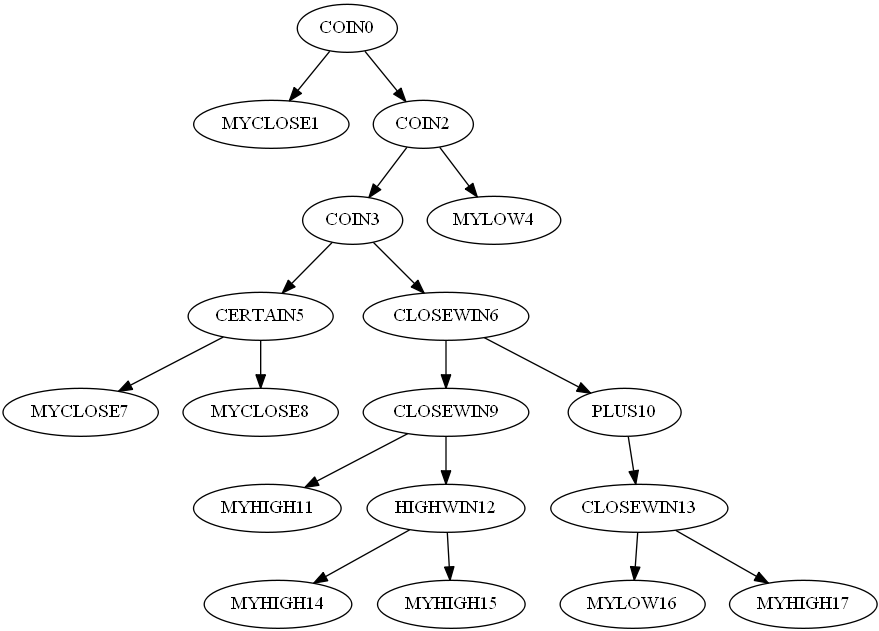 COIN0
MYCLOSE1
COIN2
COIN3
MYLOW4
CERTAIN5
CLOSEWIN6
MYCLOSE7
MYCLOSE8
CLOSEWIN9
PLUS10
MYHIGH11
HIGHWIN12
CLOSEWIN13
MYHIGH14
MYHIGH15
MYLOW16
MYHIGH17